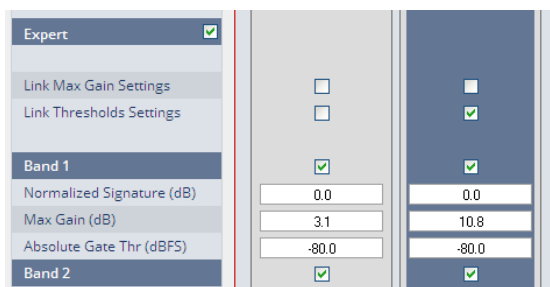 Expert
Link Max Gain Settings
Link Thresholds Settings
Band 1
Normalized Signature (dB) 0.0 0.0
Max Gain (dB) 3.1 10.8
Absolute Gate Thr (dBFS) -80.0 -80.0
Band 2